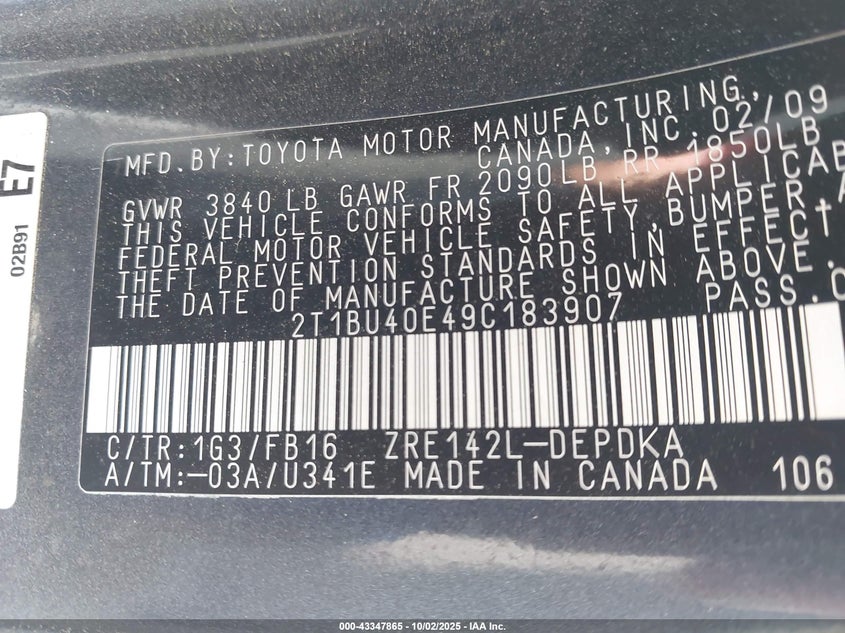 E7
02B91
MFD.BY:TOYOTA MOTOR MANUFACTURING,
CANADA, INC. 02/09
GVWR 3840 LB GAWR FR 2090LB RR 1850LB
THIS VEHICLE CONFORMS TO ALL APPLICAB
FEDERAL MOTOR VEHICLE SAFETY, BUMPER, A
THEFT PREVENTION STANDARDS IN EFFECT
THE DATE OF MANUFACTURE SHOWN ABOVE.
2T1BU40E49C183907 PASS.C
C/TR:1G3/FB16 ZRE142L-DEPDKA
A/TM:-03A/U341E MADE IN CANADA 106
000-43347865 - 10/02/2025 - IAA Inc.